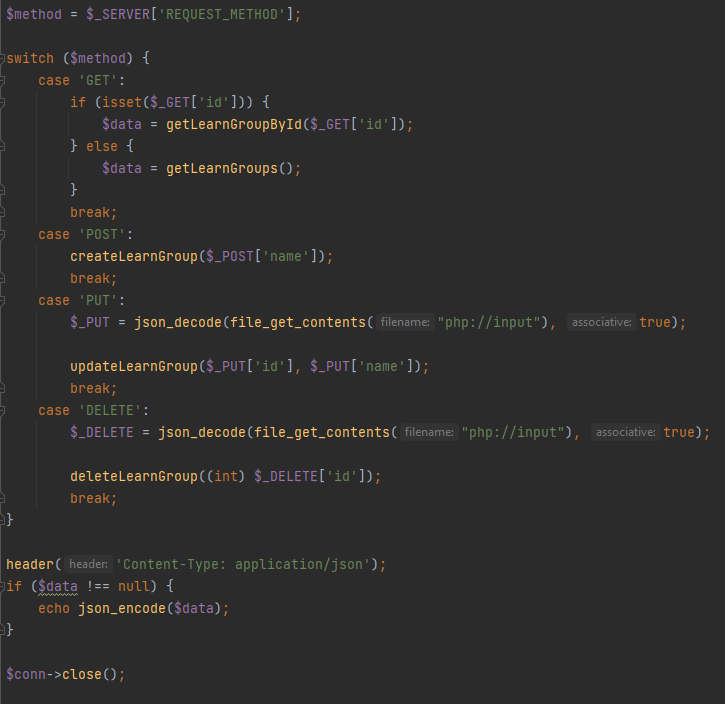 $method = $_SERVER['REQUEST_METHOD'];
switch ($method) {
case 'GET':
if (isset($_GET['id'])) {
$data = getLearnGroupById($_GET['id']);
} else {
$data = getLearnGroups();
}
break;
case 'POST':
createLearnGroup($_POST['name']);
break;
case 'PUT':
$_PUT = json_decode(file_get_contents( filename: "php://input"), associative: true);
updateLearnGroup($_PUT['id'], $_PUT['name']);
break;
case 'DELETE':
$_DELETE = json_decode(file_get_contents( filename: "php://input"), associative: true);
deleteLearnGroup((int) $_DELETE['id']);
break;
}
header( header: 'Content-Type: application/json');
if ($data !== null) {
echo json_encode($data);
}
$conn->close();